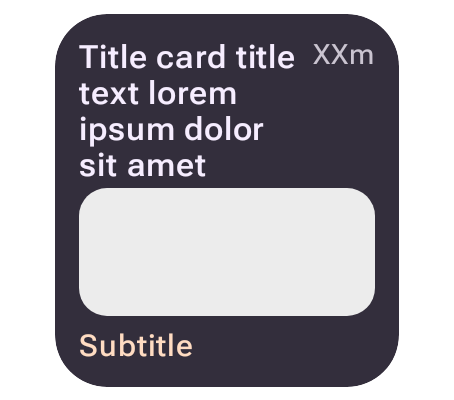 Title card title XXm
text lorem
ipsum dolor
sit amet
Subtitle